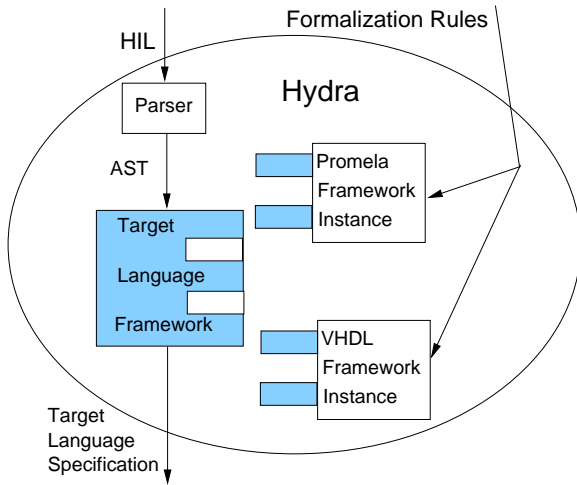 Formalization Rules
HIL
Hydra
Parser
AST
Promela
Framework
Instance
Target
Language
Framework
VHDL
Framework
Instance
Target
Language
Specification